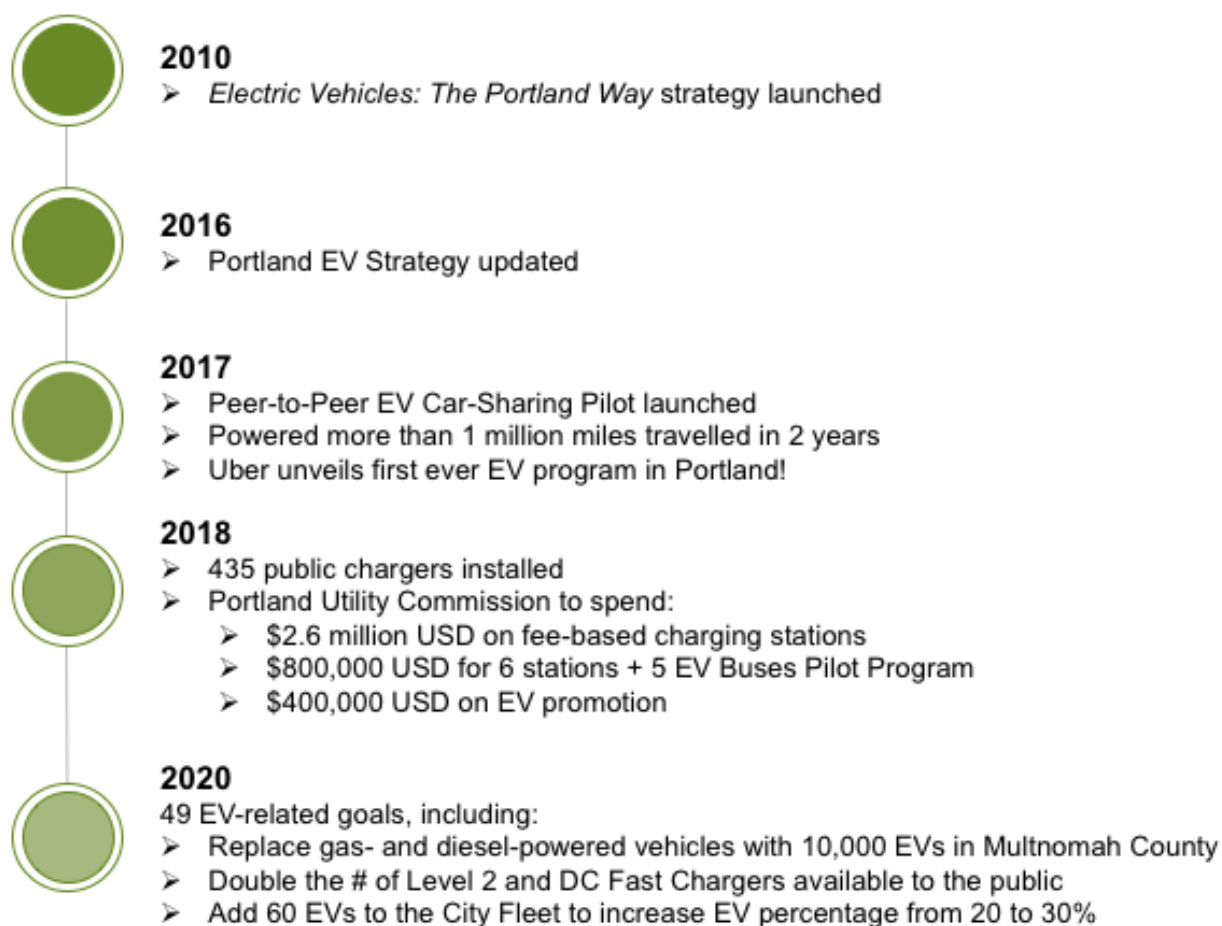 2010
➢ Electric Vehicles: The Portland Way strategy launched
2016
➢ Portland EV Strategy updated
2017
➢ Peer-to-Peer EV Car-Sharing Pilot launched
➢ Powered more than 1 million miles travelled in 2 years
➢ Uber unveils first ever EV program in Portland!
2018
➢ 435 public chargers installed
➢ Portland Utility Commission to spend:
➢ $2.6 million USD on fee-based charging stations
➢ $800,000 USD for 6 stations + 5 EV Buses Pilot Program
➢ $400,000 USD on EV promotion
2020
49 EV-related goals, including:
➢ Replace gas- and diesel-powered vehicles with 10,000 EVs in Multnomah County
➢ Double the # of Level 2 and DC Fast Chargers available to the public
➢ Add 60 EVs to the City Fleet to increase EV percentage from 20 to 30%